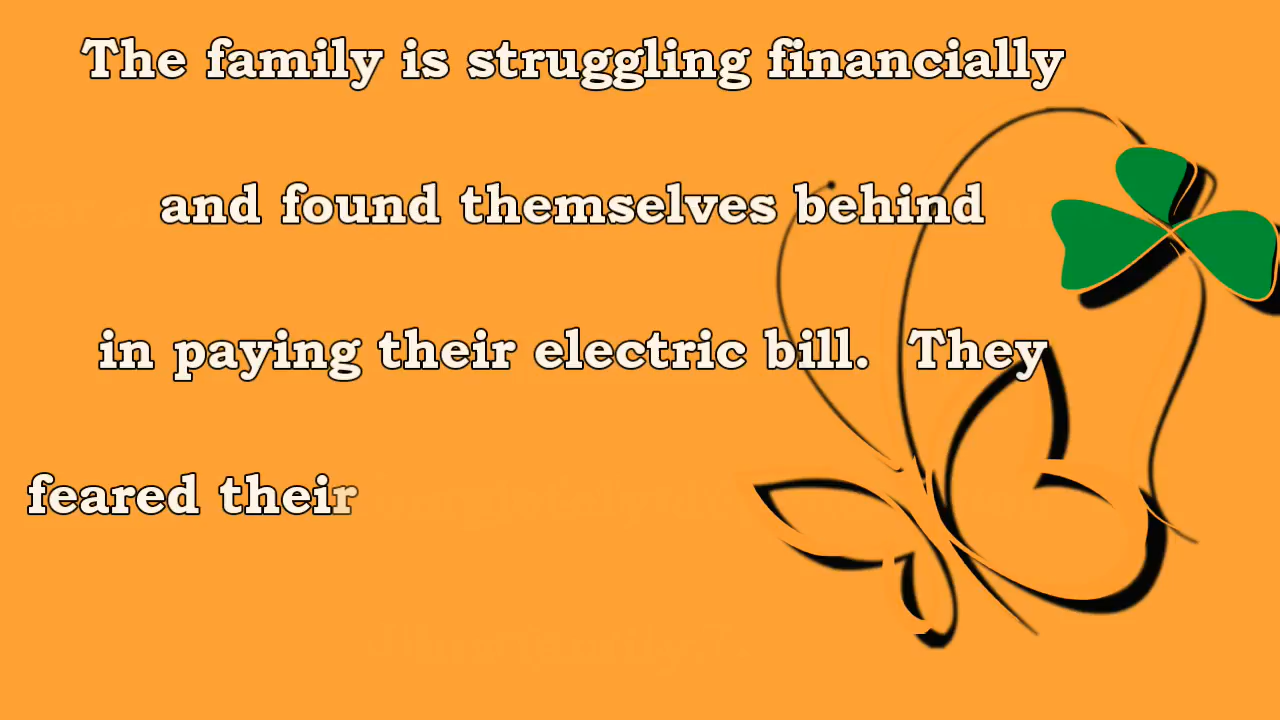 The family is struggling financially
and found themselves behind
in paying their electric bill.  They
feared their